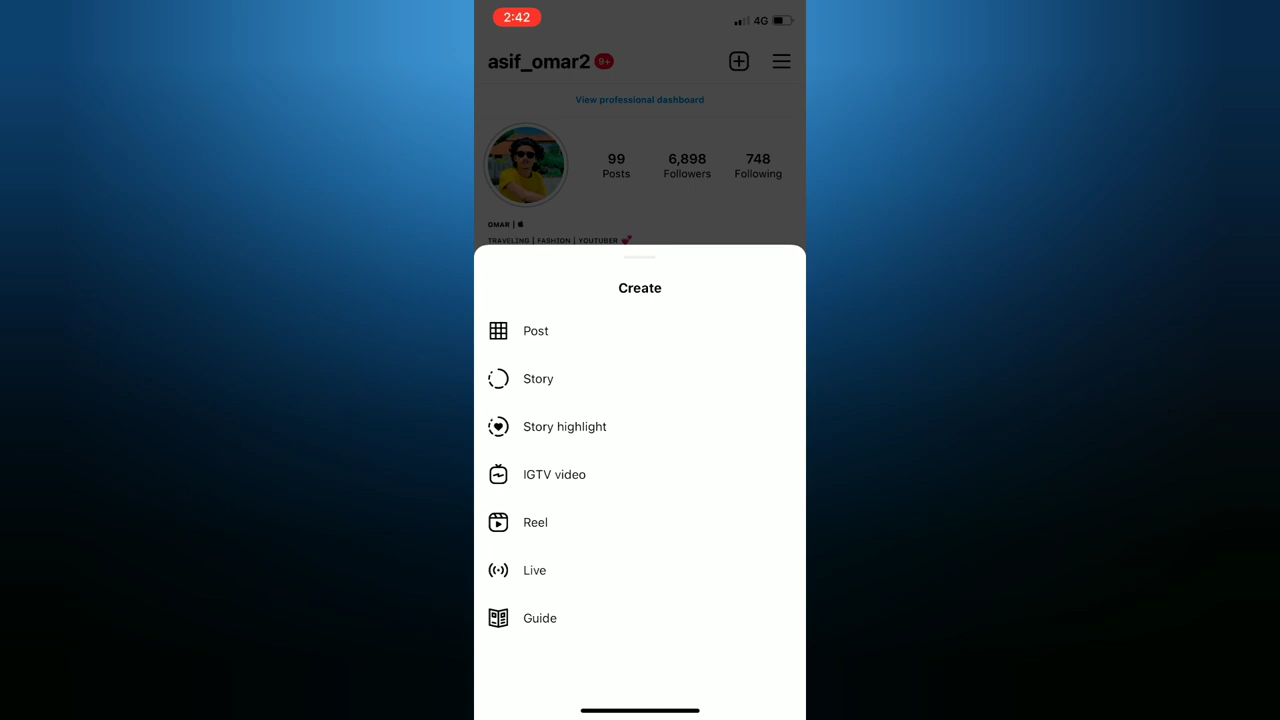 2:42
4G
asif_omar2 9+
View professional dashboard
99 6,898 748
Posts Followers Following
OMAR |
TRAVELING | FASHION | YOUTUBER 💕
Create
Post
Story
Story highlight
IGTV video
Reel
Live
Guide